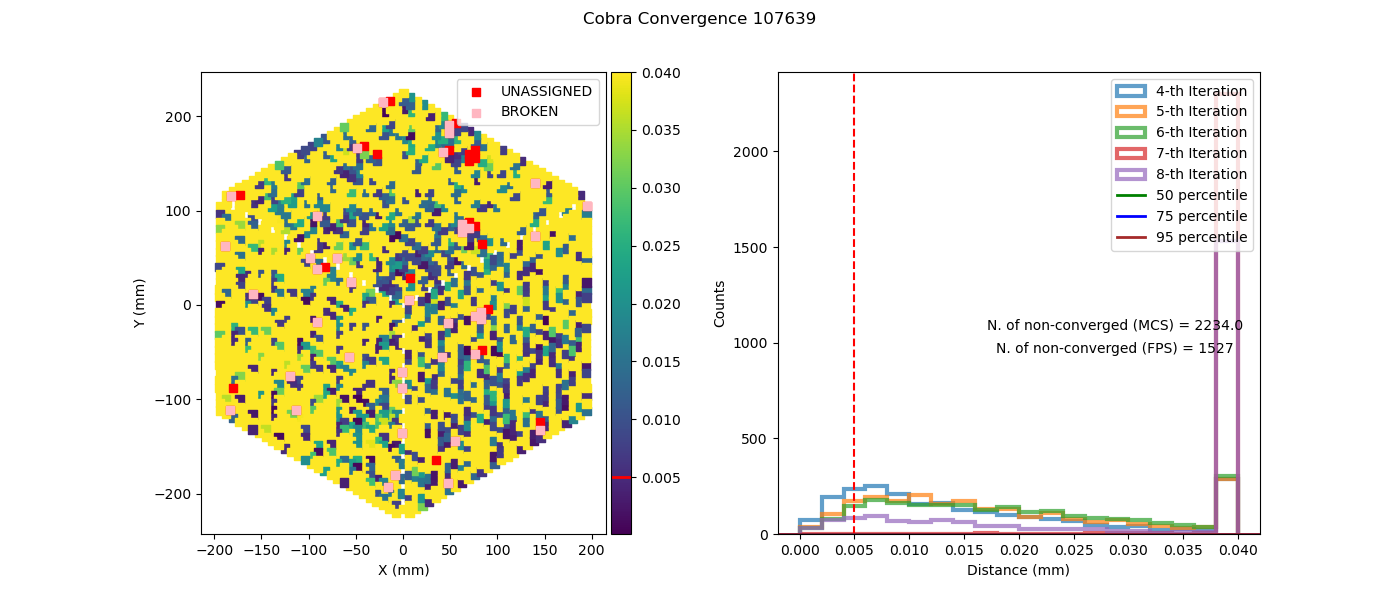 Cobra Convergence 107639
UNASSIGNED
BROKEN
Y (mm)
200
100
0
−100
−200
−200
−150
−100
−50
0
50
100
150
200
X (mm)
0.040
0.035
0.030
0.025
0.020
0.015
0.010
0.005
Counts
2000
1500
1000
500
0
4-th Iteration
5-th Iteration
6-th Iteration
7-th Iteration
8-th Iteration
50 percentile
75 percentile
95 percentile
N. of non-converged (MCS) = 2234.0
N. of non-converged (FPS) = 1527
0.000
0.005
0.010
0.015
0.020
0.025
0.030
0.035
0.040
Distance (mm)